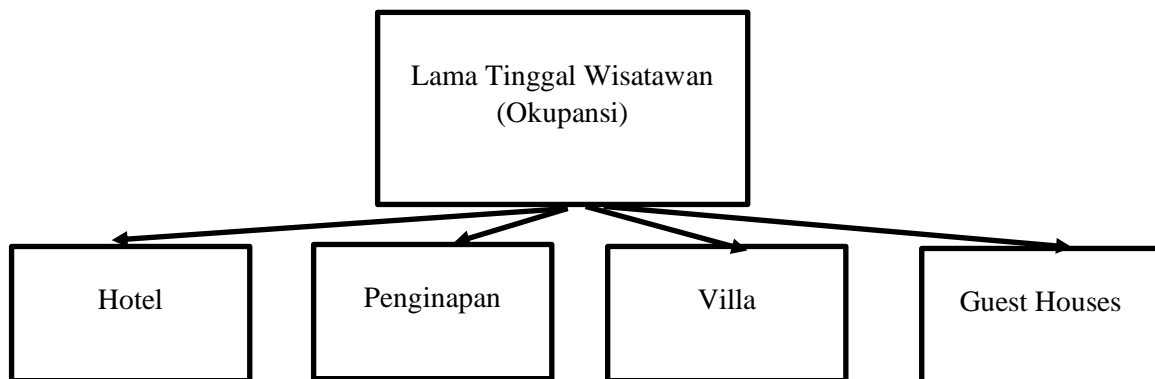 Lama Tinggal Wisatawan
(Okupansi)
Hotel
Penginapan
Villa
Guest Houses